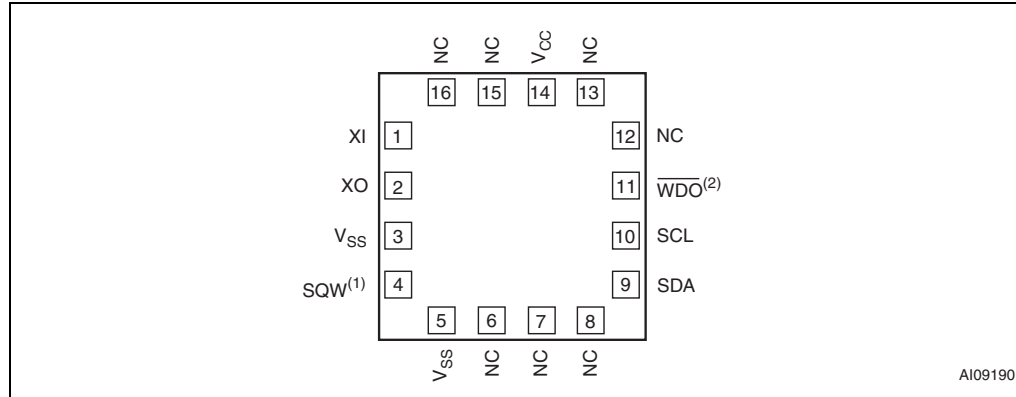 NC NC VCC NC
16 15 14 13
XI 1 12 NC
XO 2 11 W̅D̅O̅(2)
VSS 3 10 SCL
SQW(1) 4 9 SDA
5 6 7 8
VSS NC NC NC
AI09190